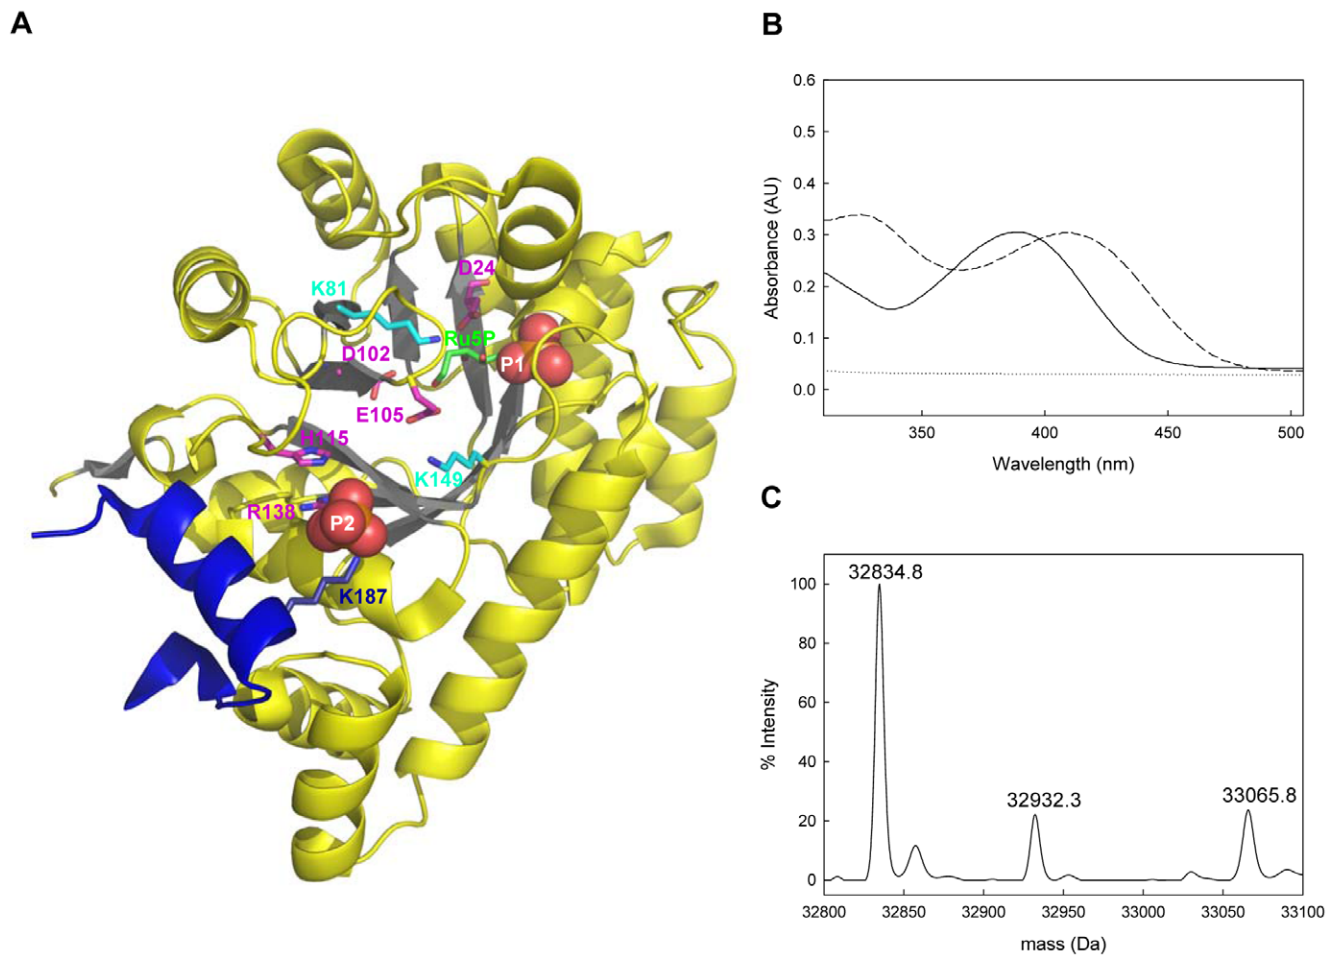 A
K81
D24
Ru5P
P1
D102
E105
H115
K149
R138
P2
K187
B
0.6
0.5
0.4
0.3
0.2
0.1
0.0
Absorbance (AU)
350 400 450 500
Wavelength (nm)
C
100
80
60
40
20
0
% Intensity
32834.8
32932.3
33065.8
32800 32850 32900 32950 33000 33050 33100
mass (Da)